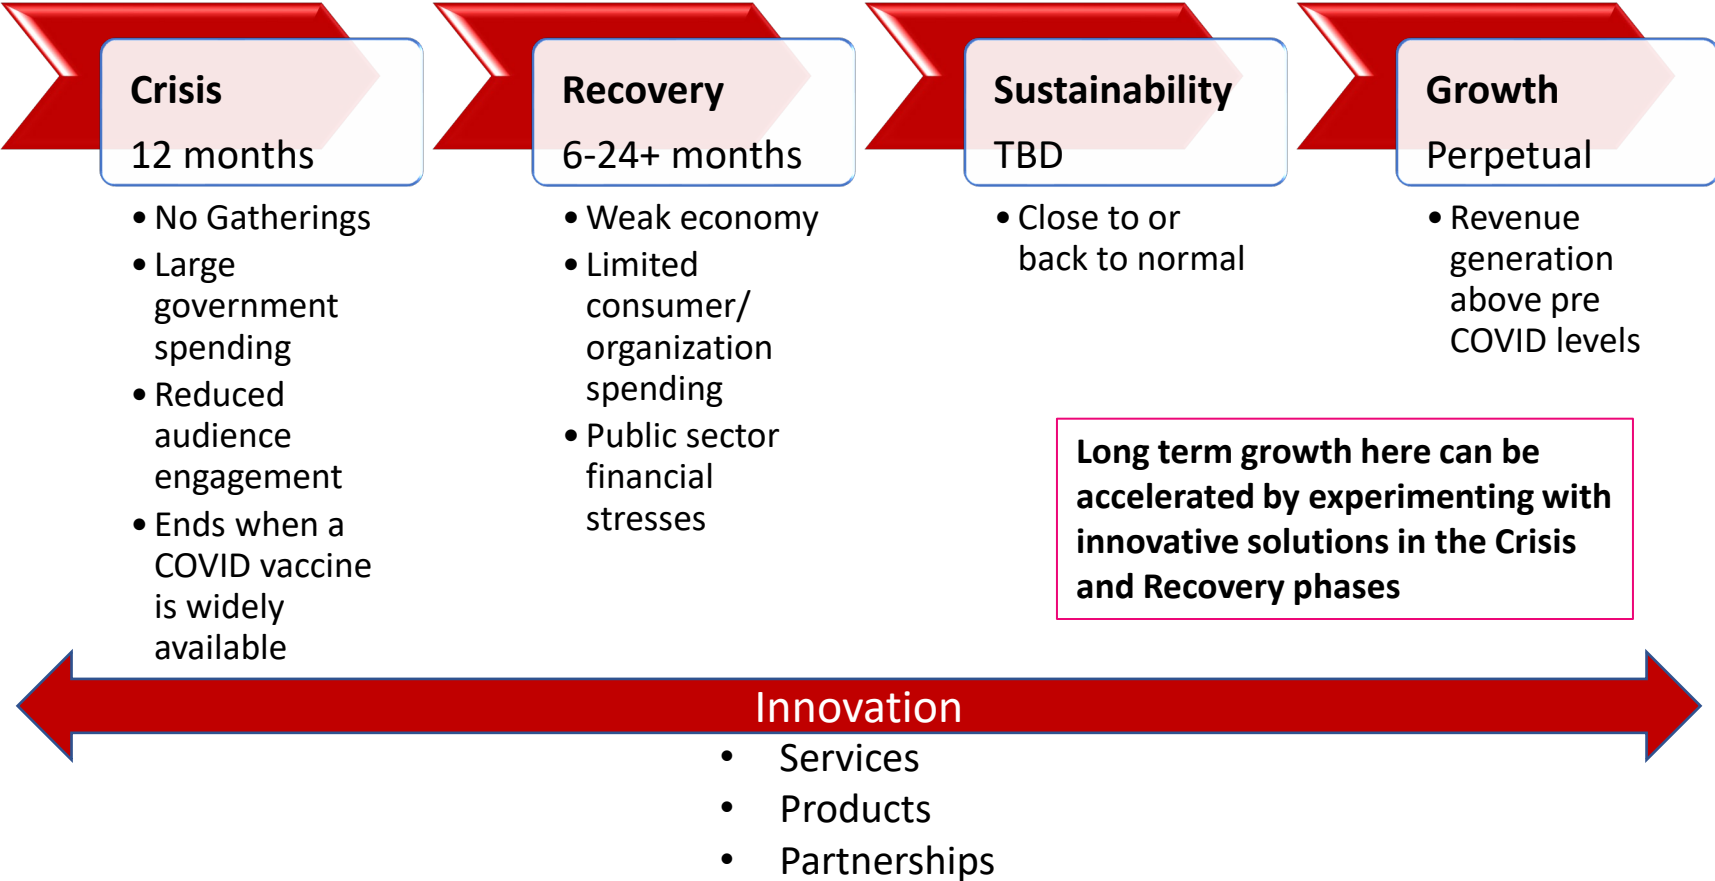 Crisis
12 months
• No Gatherings
• Large
government
spending
• Reduced
audience
engagement
• Ends when a
COVID vaccine
is widely
available
Recovery
6-24+ months
• Weak economy
• Limited
consumer/
organization
spending
• Public sector
financial
stresses
Sustainability
TBD
• Close to or
back to normal
Growth
Perpetual
• Revenue
generation
above pre
COVID levels
Long term growth here can be
accelerated by experimenting with
innovative solutions in the Crisis
and Recovery phases
Innovation
• Services
• Products
• Partnerships